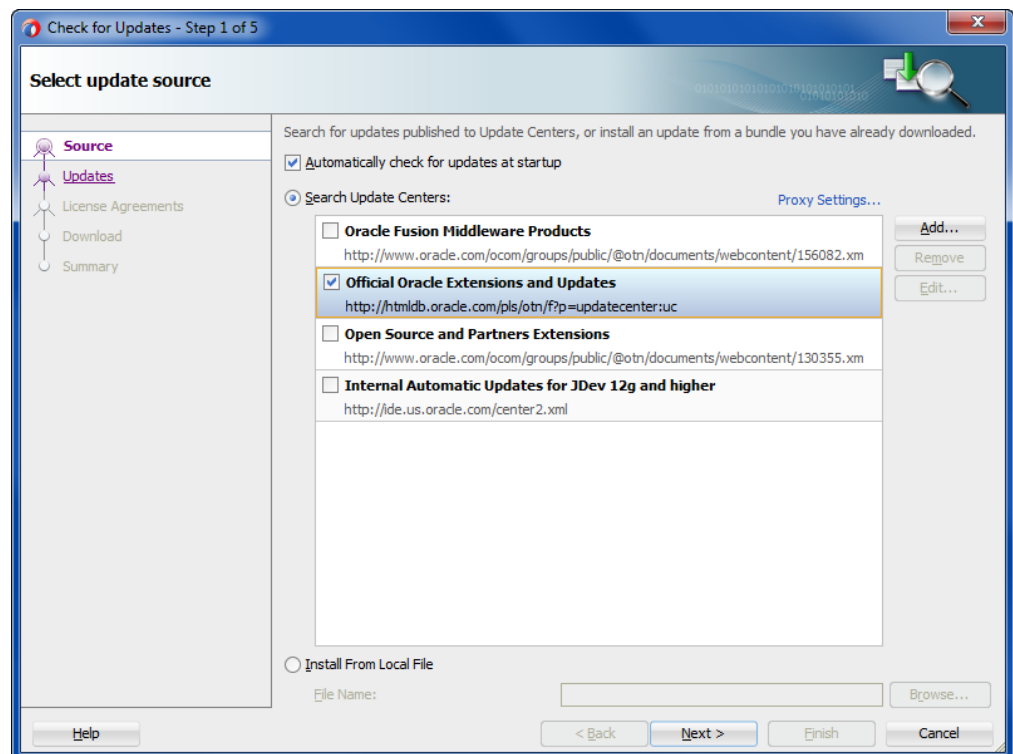 Check for Updates - Step 1 of 5
Select update source
Source
Updates
License Agreements
Download
Summary
Search for updates published to Update Centers, or install an update from a bundle you have already downloaded.
Automatically check for updates at startup
Search Update Centers:
Proxy Settings...
Oracle Fusion Middleware Products
http://www.oracle.com/ocom/groups/public/@otn/documents/webcontent/156082.xm
Official Oracle Extensions and Updates
http://htmldb.oracle.com/pls/otn/f?p=updatecenter:uc
Open Source and Partners Extensions
http://www.oracle.com/ocom/groups/public/@otn/documents/webcontent/130355.xm
Internal Automatic Updates for JDev 12g and higher
http://ide.us.oracle.com/center2.xml
Add...
Remove
Edit...
Install From Local File
File Name:
Browse...
Help
< Back
Next >
Finish
Cancel